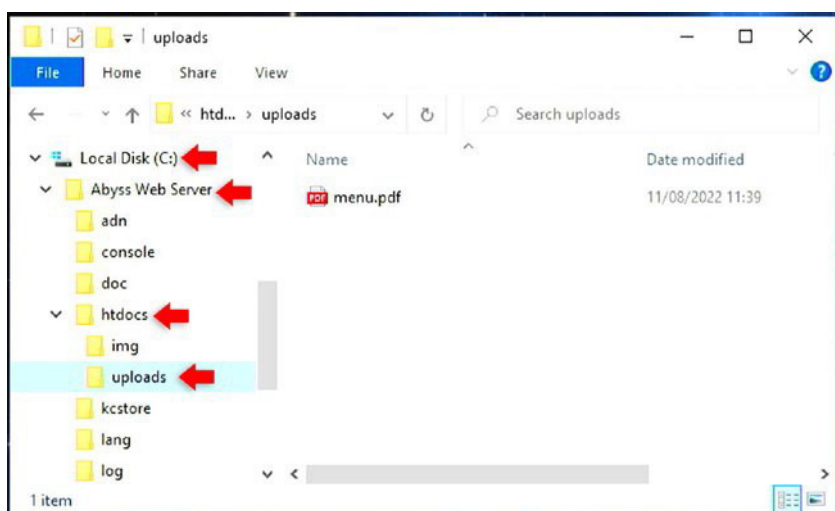 uploads
File Home Share View
« htd... > uploads Search uploads
Local Disk (C:)
Abyss Web Server
adn
console
doc
htdocs
img
uploads
kcstore
lang
log
Name Date modified
PDF menu.pdf 11/08/2022 11:39
1 item